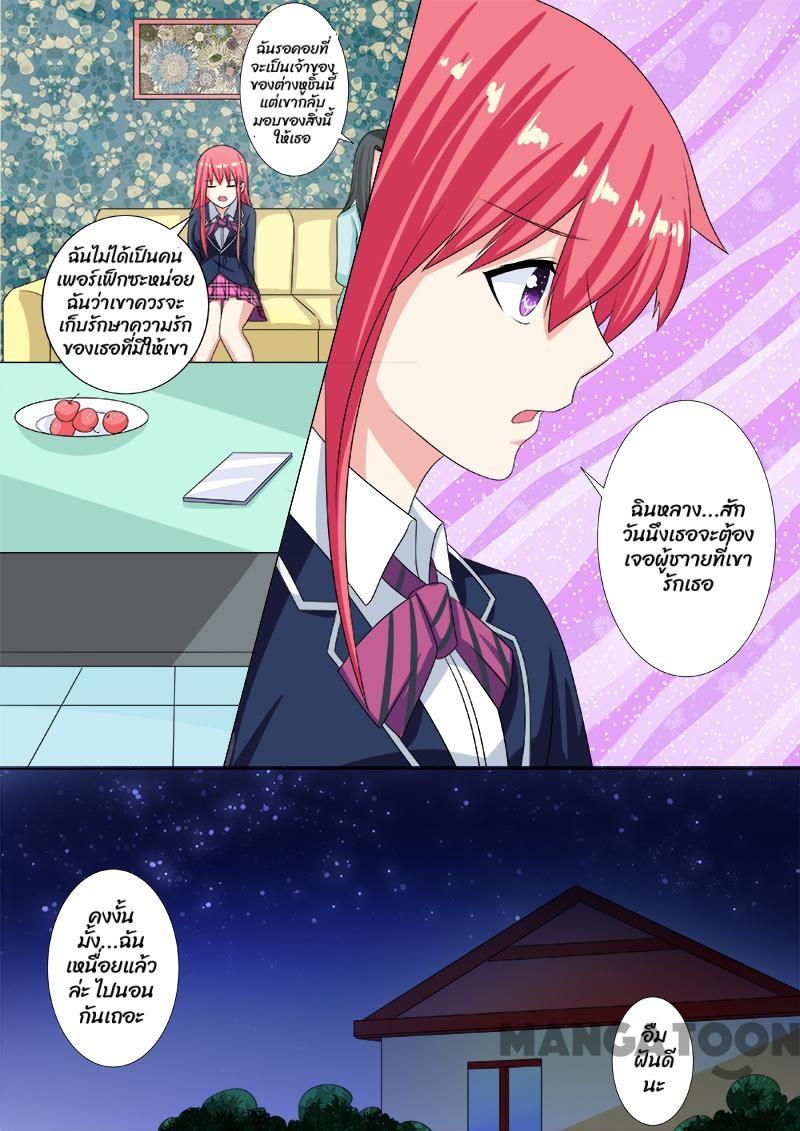 ฉันรอคอยที่
จะเป็นเจ้าของ
ของต่างหูชิ้นนี้
แต่เขากลับ
มอบของสิ่งนี้
ให้เธอ
ฉันไม่ได้เป็นคน
เพอร์เฟ็กซะหน่อย
ฉันว่าเขาควรจะ
เก็บรักษาความรัก
ของเธอที่มีให้เขา
ฉินหลาง...สัก
วันนึงเธอจะต้อง
เจอผู้ชาายที่เขา
รักเธอ
คงงั้น
มั้ง...ฉัน
เหนื่อยแล้ว
ล่ะ ไปนอน
กันเถอะ
อืม
ฝันดี
นะ
MANGATOON